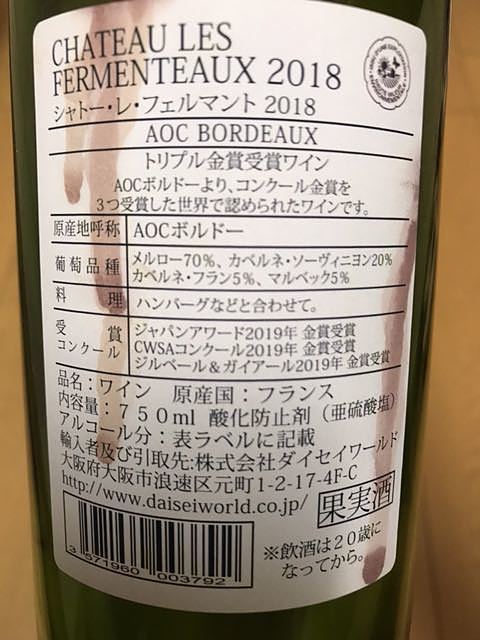 CHATEAU LES
FERMENTEAUX 2018
シャトー・レ・フェルマント 2018
AOC BORDEAUX
トリプル金賞受賞ワイン
AOCボルドーより、コンクール金賞を
3つ受賞した世界で認められたワインです。
原産地呼称 AOCボルドー
葡萄品種 メルロー70%、カベルネ・ソーヴィニヨン20%
カベルネ・フラン5%、マルベック5%
料理 ハンバーグなどと合わせて。
受賞 ジャパンアワード2019年 金賞受賞
コンクール CWSAコンクール2019年 金賞受賞
ジルベール&ガイアール2019年 金賞受賞
品名：ワイン 原産国：フランス
内容量：750ml 酸化防止剤（亜硫酸塩）
アルコール分：表ラベルに記載
輸入者及び引取先:株式会社ダイセイワールド
大阪府大阪市浪速区元町1-2-17-4F-C
http://www.daiseiworld.co.jp/
果実酒
※飲酒は20歳に
なってから。
3 571960 003792